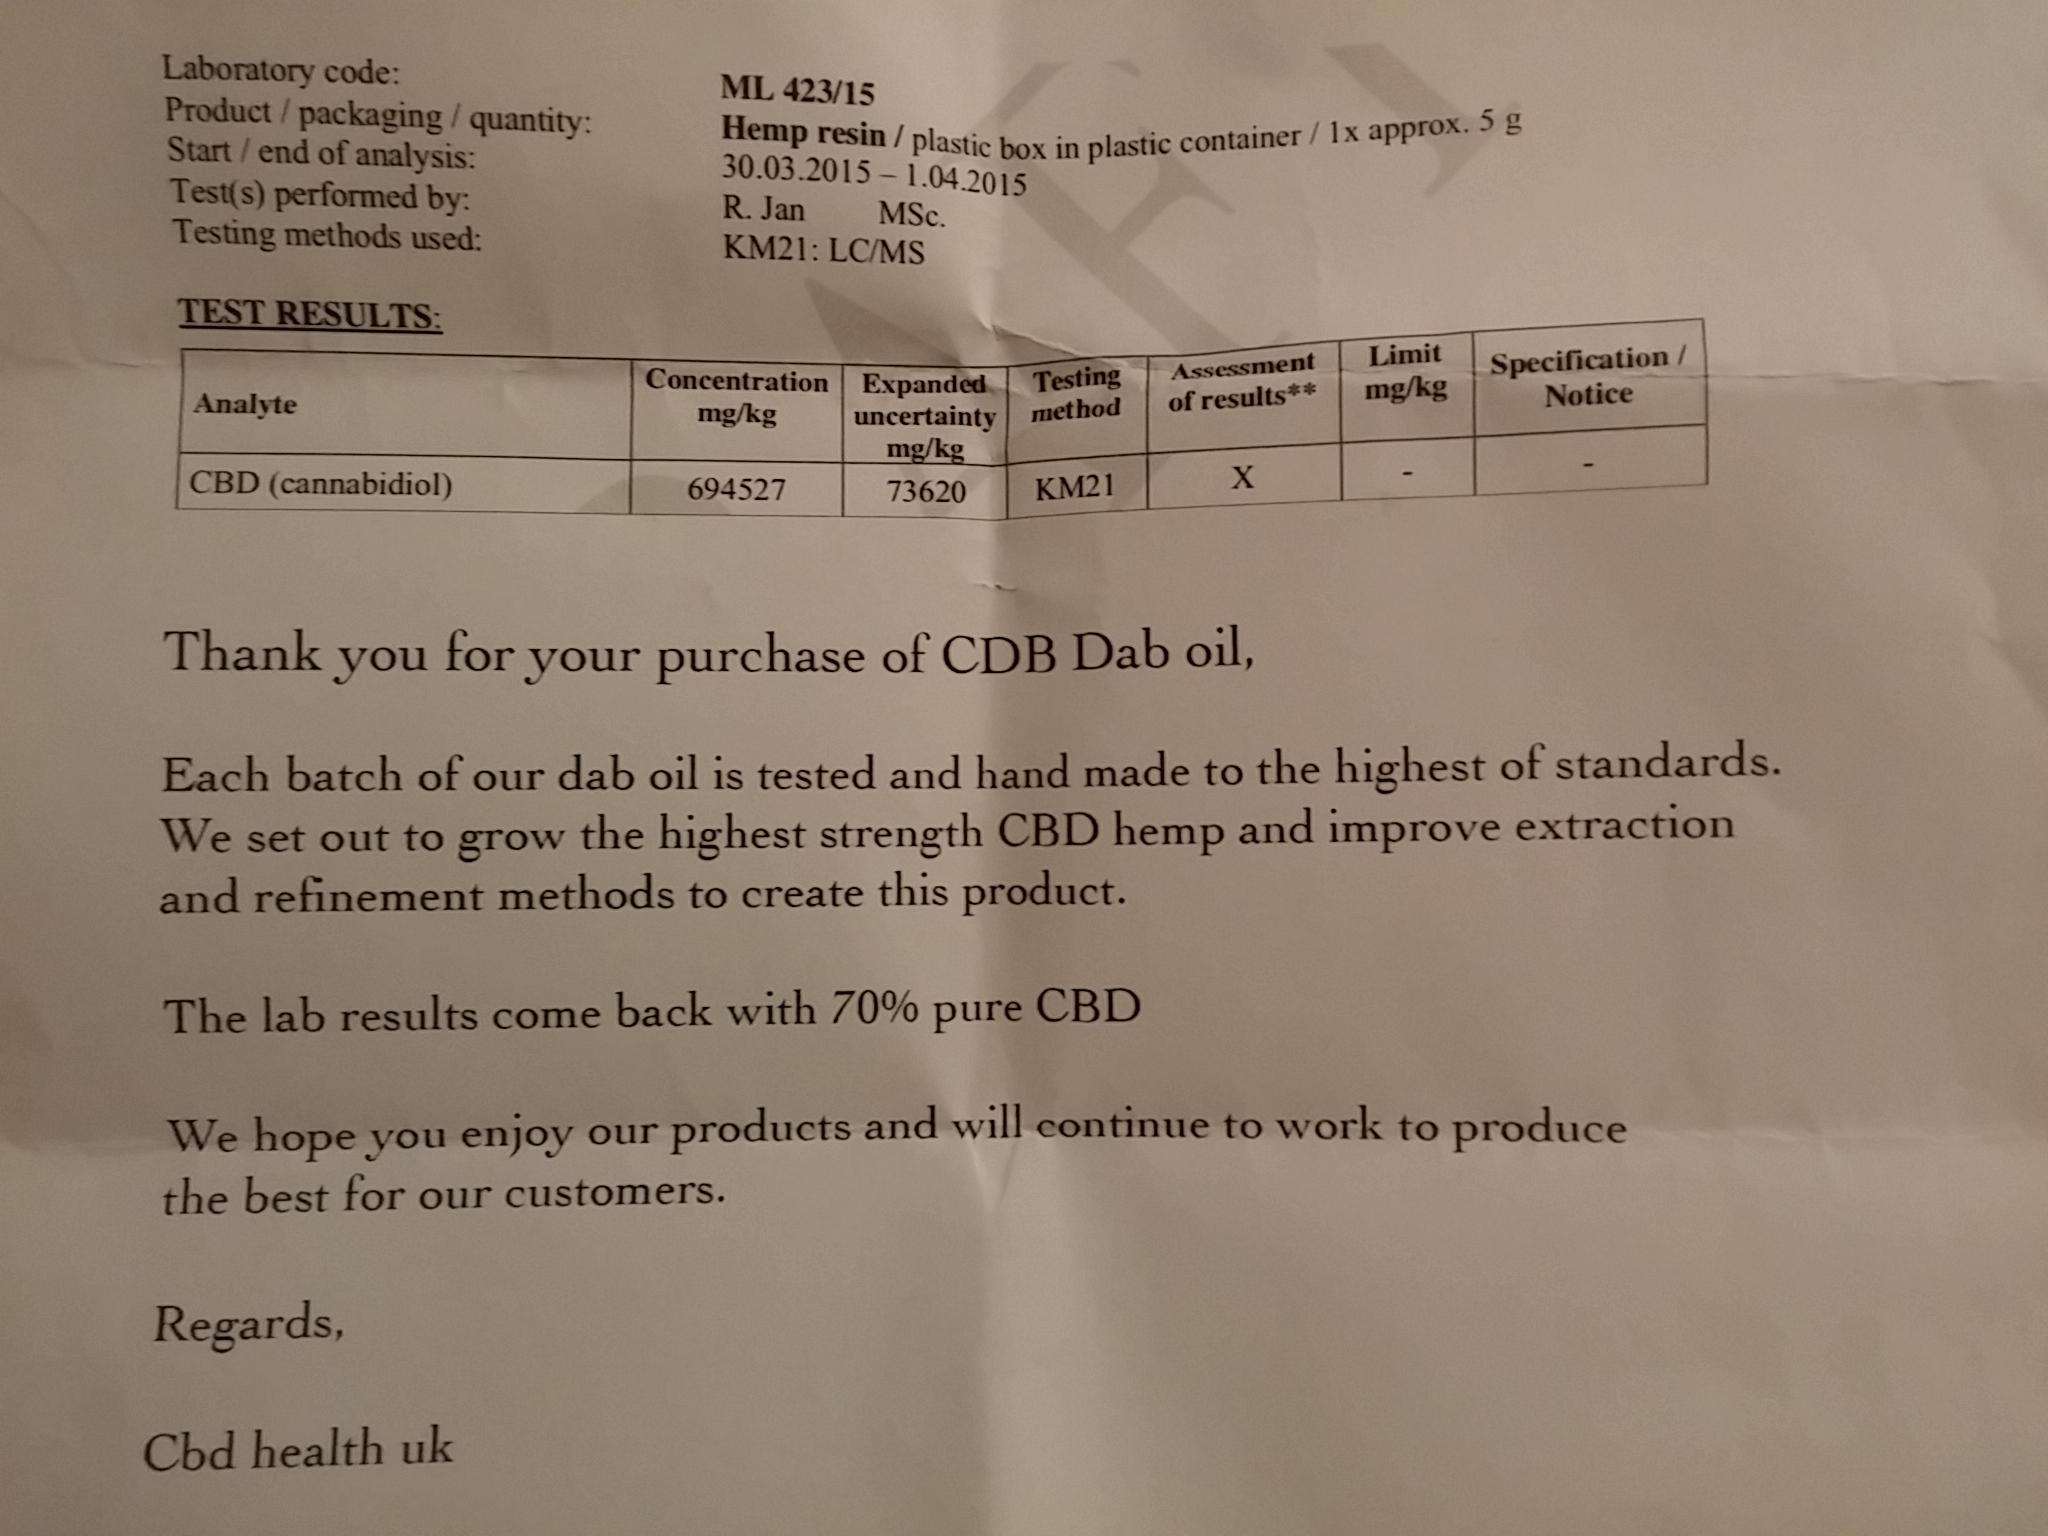 Laboratory code: ML 423/15
Product / packaging / quantity: Hemp resin / plastic box in plastic container / 1x approx. 5 g
Start / end of analysis: 30.03.2015 – 1.04.2015
Test(s) performed by: R. Jan MSc.
Testing methods used: KM21: LC/MS
TEST RESULTS:
Analyte Concentration mg/kg Expanded uncertainty mg/kg Testing method Assessment of results** Limit mg/kg Specification / Notice
CBD (cannabidiol) 694527 73620 KM21 X - -
Thank you for your purchase of CDB Dab oil,
Each batch of our dab oil is tested and hand made to the highest of standards.
We set out to grow the highest strength CBD hemp and improve extraction
and refinement methods to create this product.
The lab results come back with 70% pure CBD
We hope you enjoy our products and will continue to work to produce
the best for our customers.
Regards,
Cbd health uk